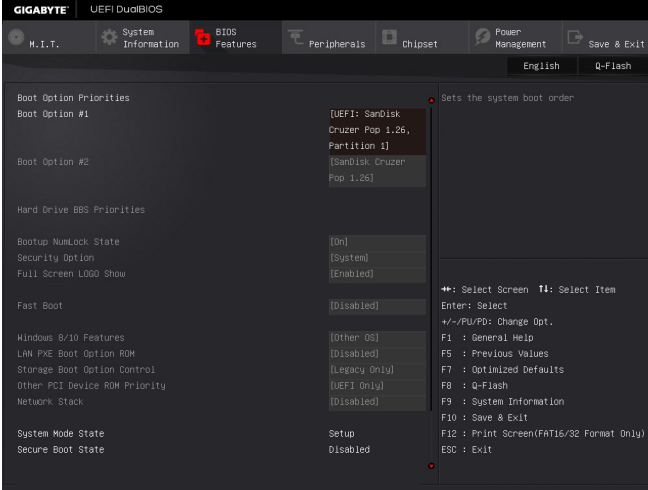 GIGABYTE™ UEFI DualBIOS
M.I.T.
System Information
BIOS Features
Peripherals
Chipset
Power Management
Save & Exit
English
Q-Flash
Boot Option Priorities
Boot Option #1 [UEFI: SanDisk
Cruzer Pop 1.26,
Partition 1]
Boot Option #2 [SanDisk Cruzer
Pop 1.26]
Hard Drive BBS Priorities
Bootup NumLock State [On]
Security Option [System]
Full Screen LOGO Show [Enabled]
Fast Boot [Disabled]
Windows 8/10 Features [Other OS]
LAN PXE Boot Option ROM [Disabled]
Storage Boot Option Control [Legacy Only]
Other PCI Device ROM Priority [UEFI Only]
Network Stack [Disabled]
System Mode State Setup
Secure Boot State Disabled
Sets the system boot order
→←: Select Screen ↑↓: Select Item
Enter: Select
+/-/PU/PD: Change Opt.
F1 : General Help
F5 : Previous Values
F7 : Optimized Defaults
F8 : Q-Flash
F9 : System Information
F10 : Save & Exit
F12 : Print Screen(FAT16/32 Format Only)
ESC : Exit